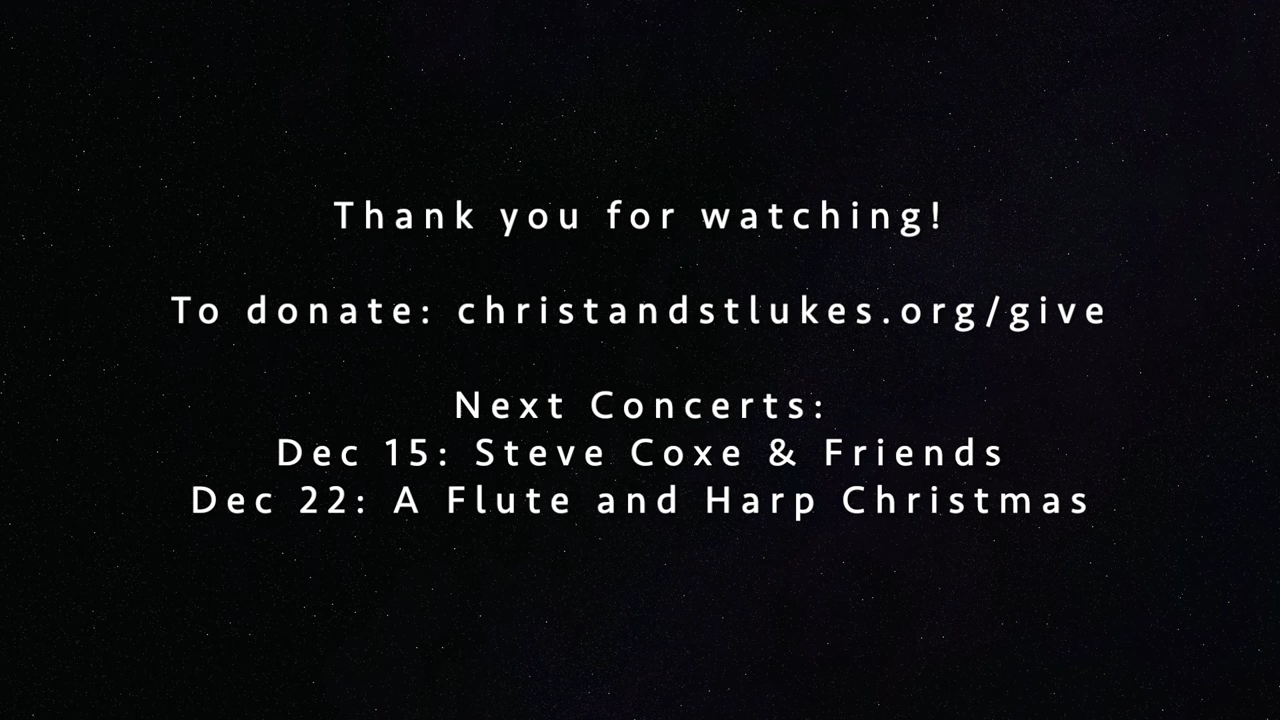 Thank you for watching!
To donate: christandstlukes.org/give
Next Concerts:
Dec 15: Steve Coxe & Friends
Dec 22: A Flute and Harp Christmas